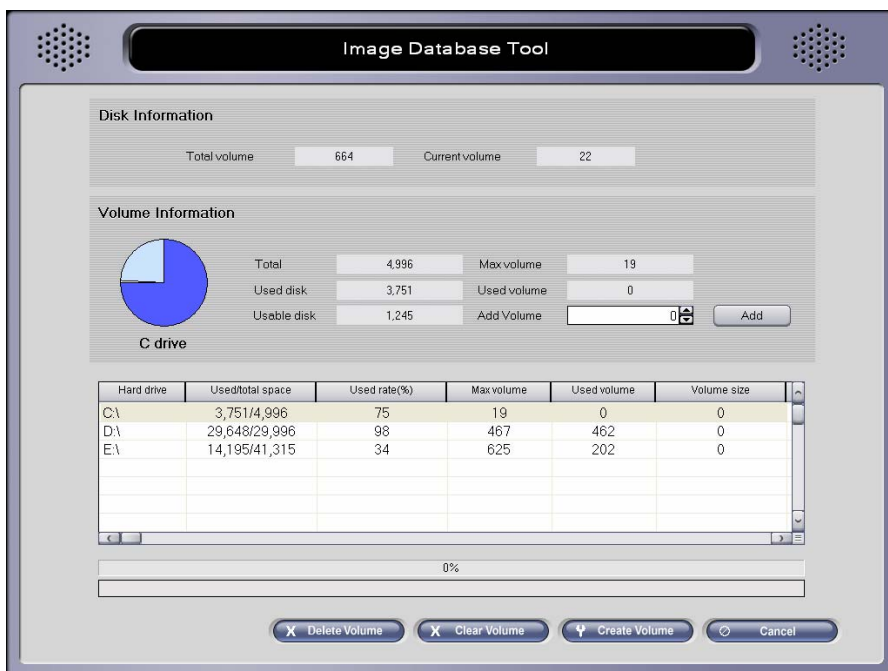 Image Database Tool
Disk Information
Total volume 664 Current volume 22
Volume Information
Total 4,996 Max volume 19
Used disk 3,751 Used volume 0
Usable disk 1,245 Add Volume 0 Add
C drive
Hard drive Used/total space Used rate(%) Max volume Used volume Volume size
C:\ 3,751/4,996 75 19 0 0
D:\ 29,648/29,996 98 467 462 0
E:\ 14,195/41,315 34 625 202 0
0%
X Delete Volume X Clear Volume Create Volume Cancel